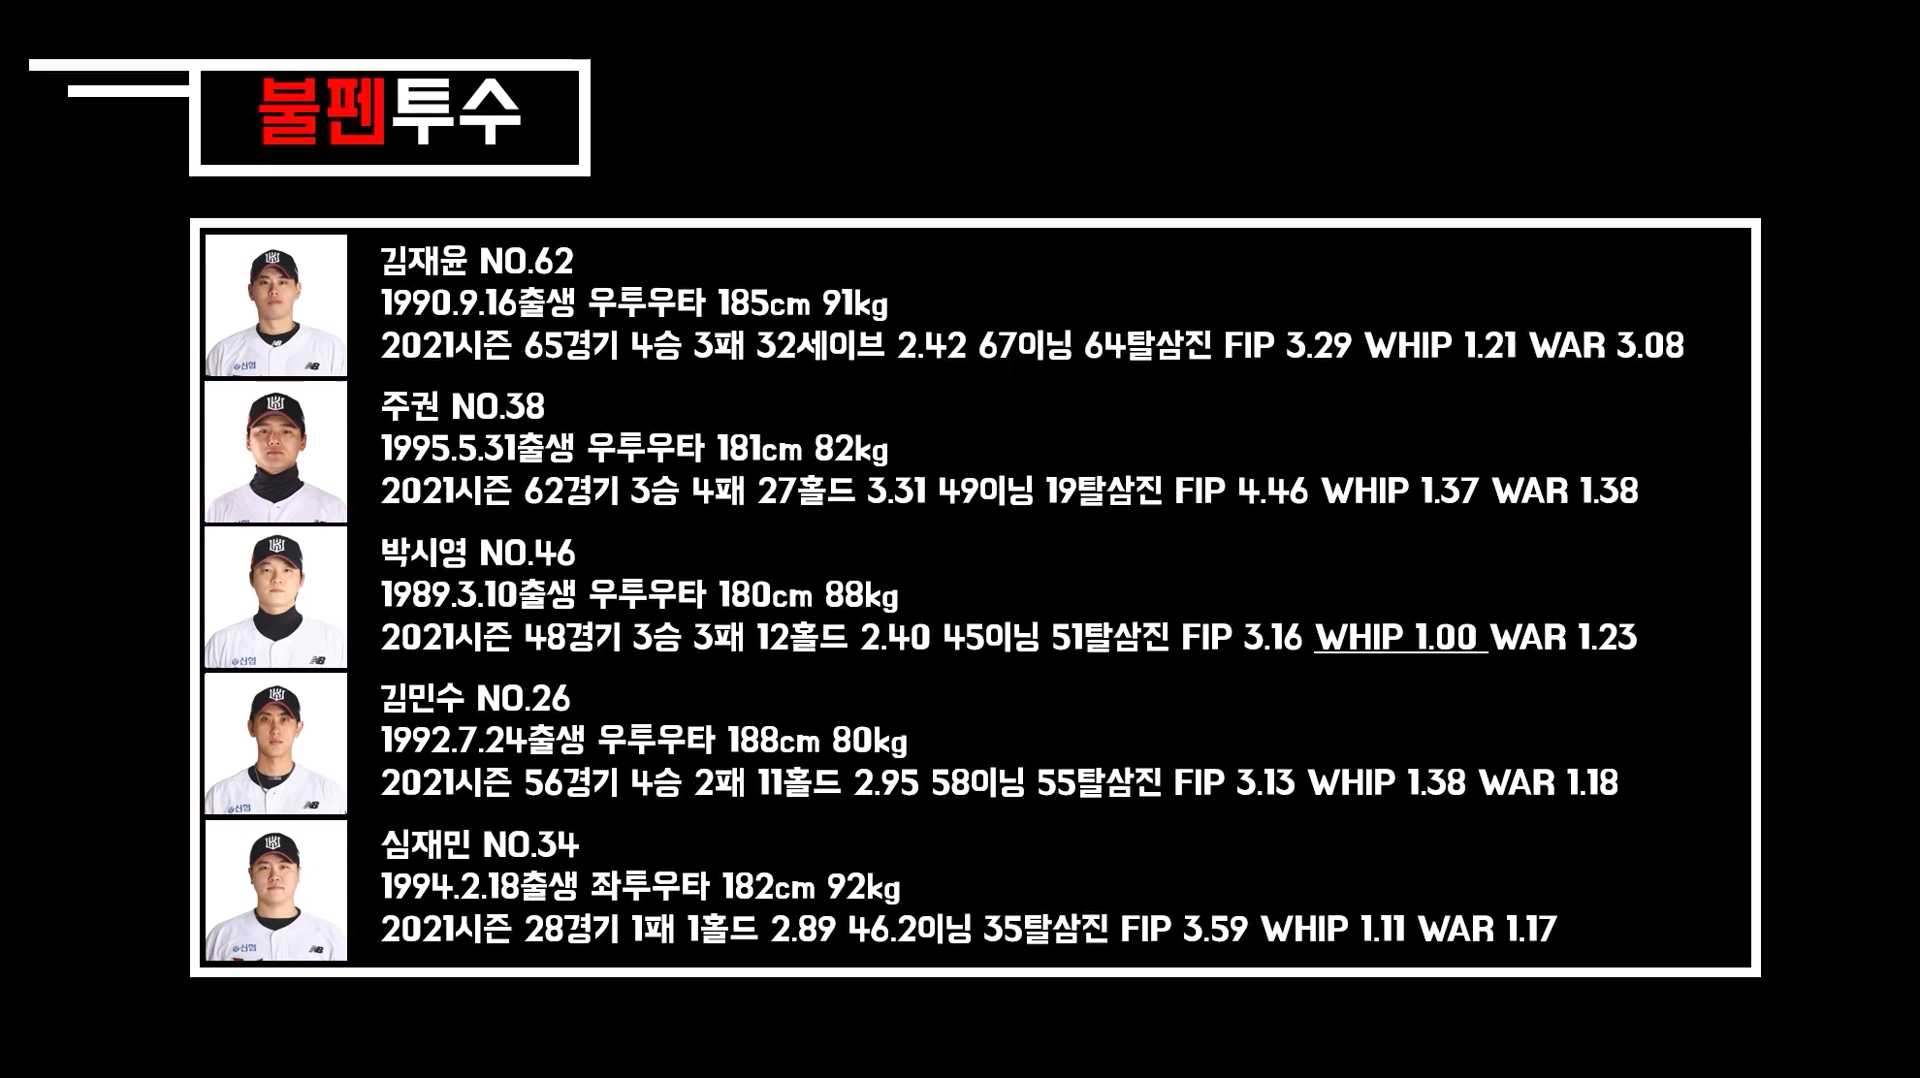 불펜투수
김재윤 NO.62
1990.9.16출생 우투우타 185cm 91kg
2021시즌 65경기 4승 3패 32세이브 2.42 67이닝 64탈삼진 FIP 3.29 WHIP 1.21 WAR 3.08
주권 NO.38
1995.5.31출생 우투우타 181cm 82kg
2021시즌 62경기 3승 4패 27홀드 3.31 49이닝 19탈삼진 FIP 4.46 WHIP 1.37 WAR 1.38
박시영 NO.46
1989.3.10출생 우투우타 180cm 88kg
2021시즌 48경기 3승 3패 12홀드 2.40 45이닝 51탈삼진 FIP 3.16 WHIP 1.00 WAR 1.23
김민수 NO.26
1992.7.24출생 우투우타 188cm 80kg
2021시즌 56경기 4승 2패 11홀드 2.95 58이닝 55탈삼진 FIP 3.13 WHIP 1.38 WAR 1.18
심재민 NO.34
1994.2.18출생 좌투우타 182cm 92kg
2021시즌 28경기 1패 1홀드 2.89 46.2이닝 35탈삼진 FIP 3.59 WHIP 1.11 WAR 1.17